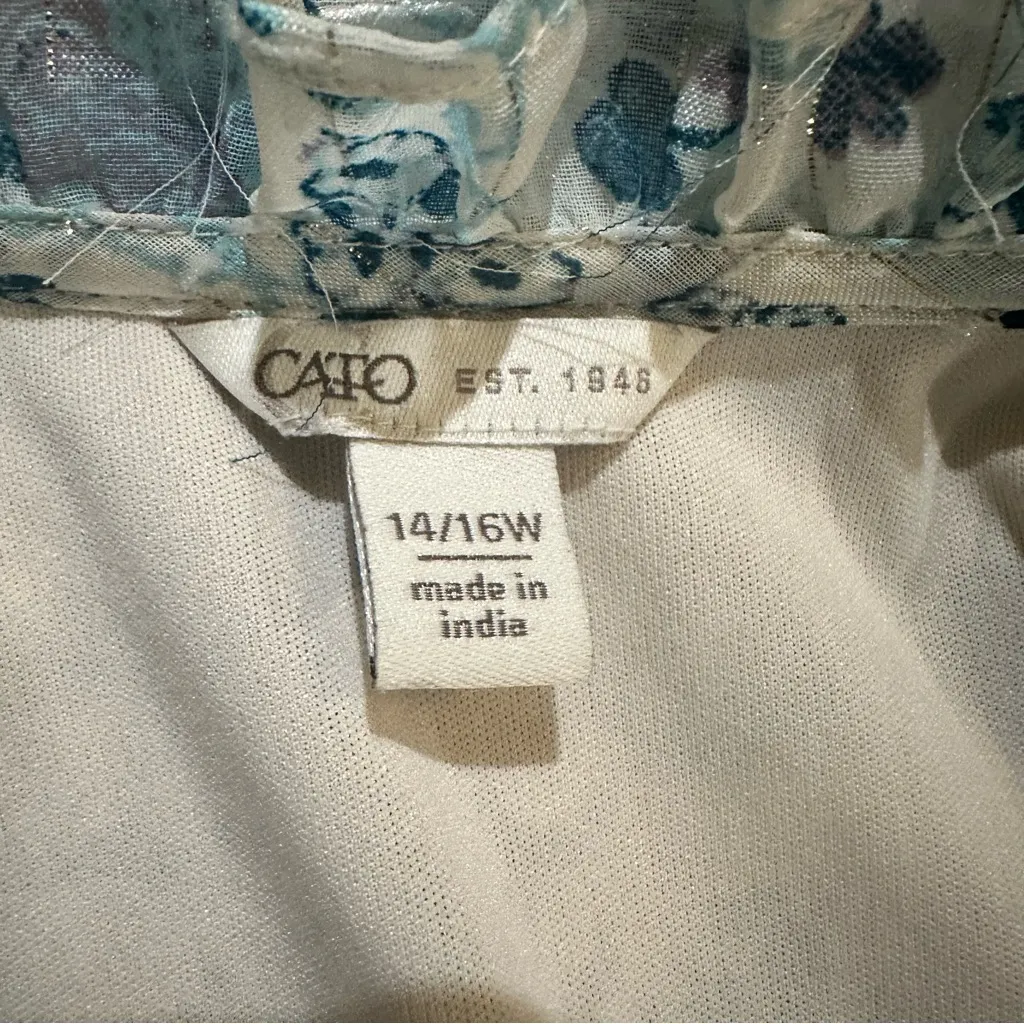 CATO EST. 1946
14/16W
made in
india